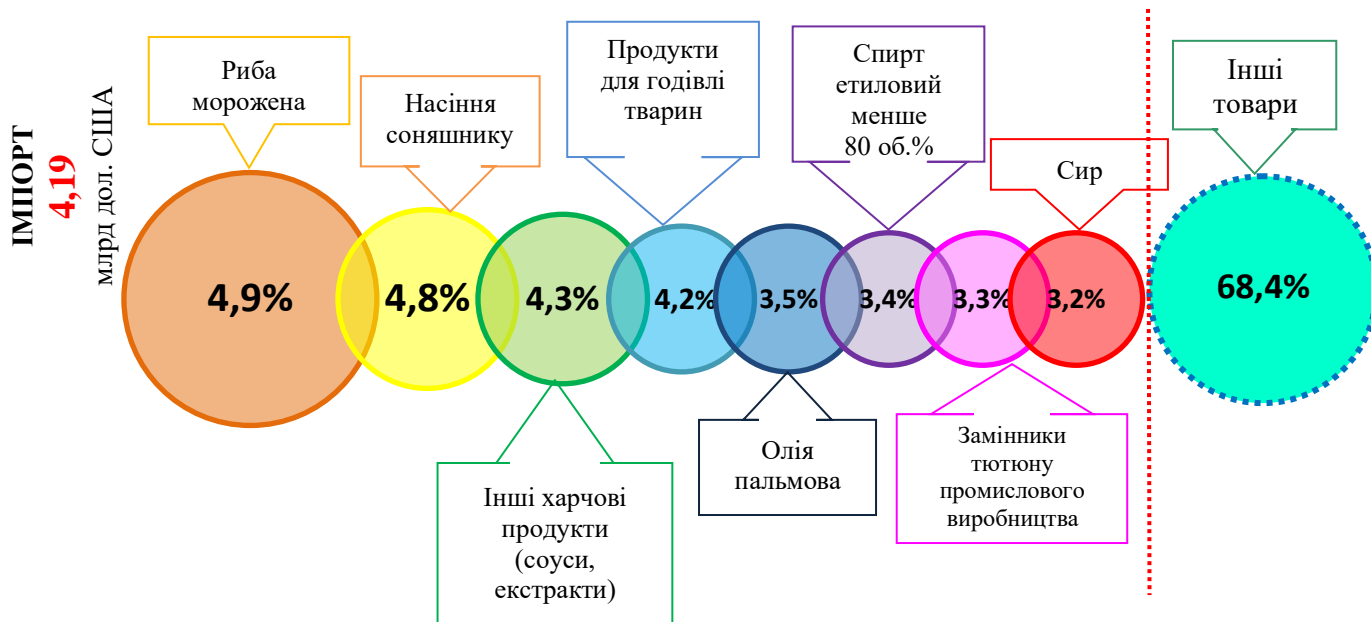 ІМПОРТ
4,19
млрд дол. США
Риба
морожена
Насіння
соняшнику
Продукти
для годівлі
тварин
Спирт
етиловий
менше
80 об.%
Сир
Інші
товари
4,9%
4,8%
4,3%
4,2%
3,5%
3,4%
3,3%
3,2%
68,4%
Інші харчові
продукти
(соуси,
екстракти)
Олія
пальмова
Замінники
тютюну
промислового
виробництва